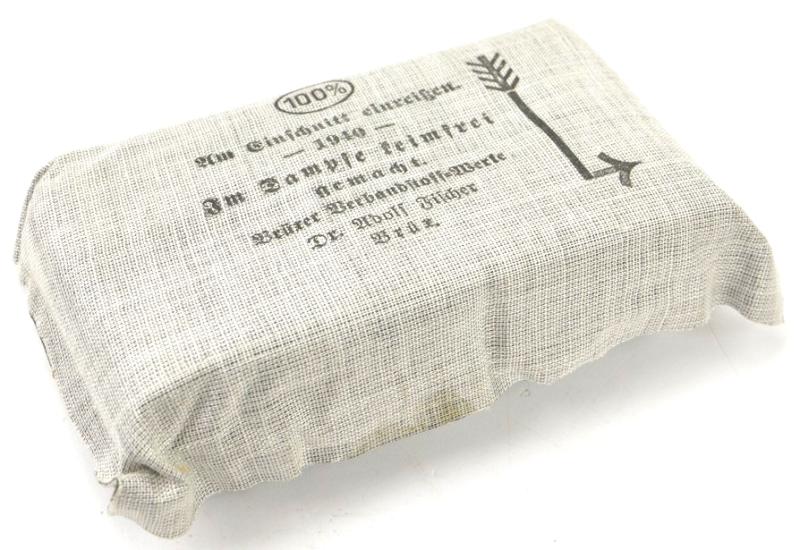 100%
Am Einschnitt einreißen.
— 1940 —
Im Dampfe keimfrei
gemacht.
Brüxer Verbandstoff-Werke
Dr. Adolf Fischer
Brüx.